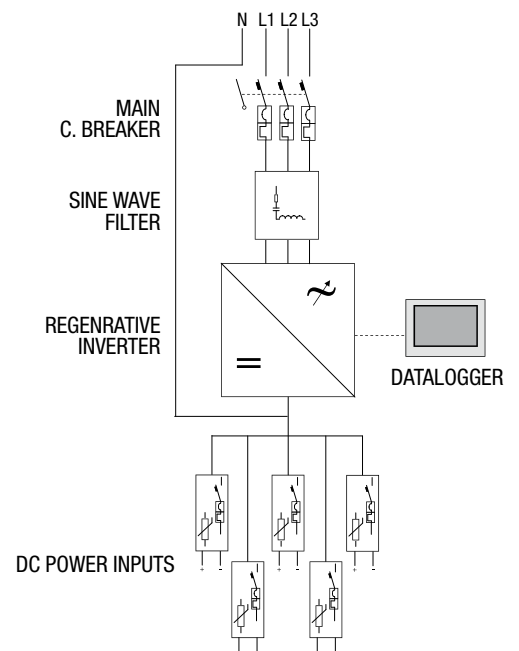 N L1 L2 L3
MAIN
C. BREAKER
SINE WAVE
FILTER
REGENRATIVE
INVERTER
DATALOGGER
DC POWER INPUTS
+ - + - + -